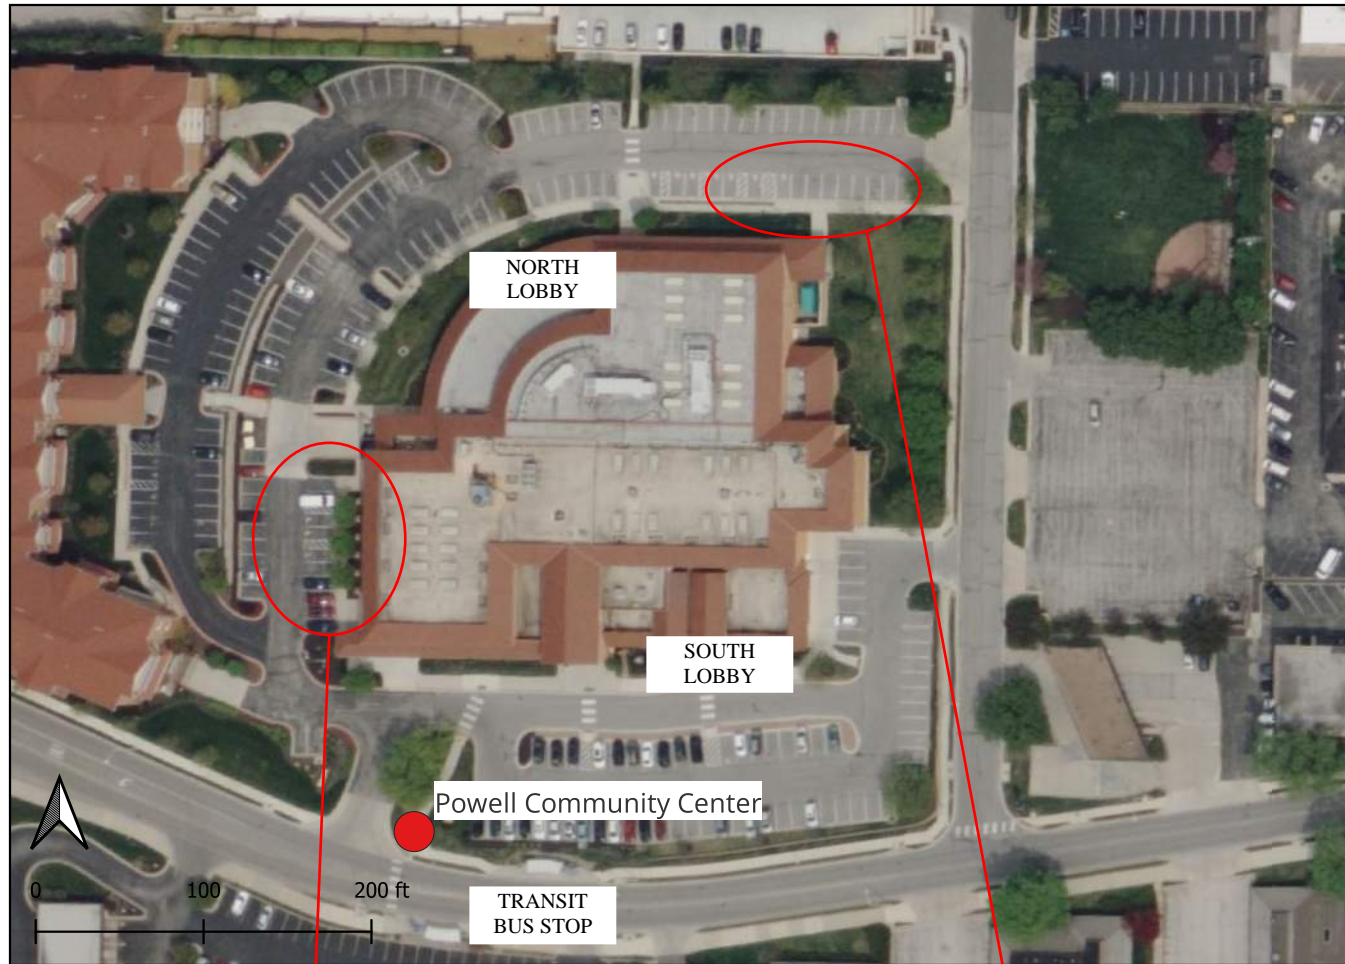 NORTH
LOBBY
SOUTH
LOBBY
Powell Community Center
0 100 200 ft
TRANSIT
BUS STOP